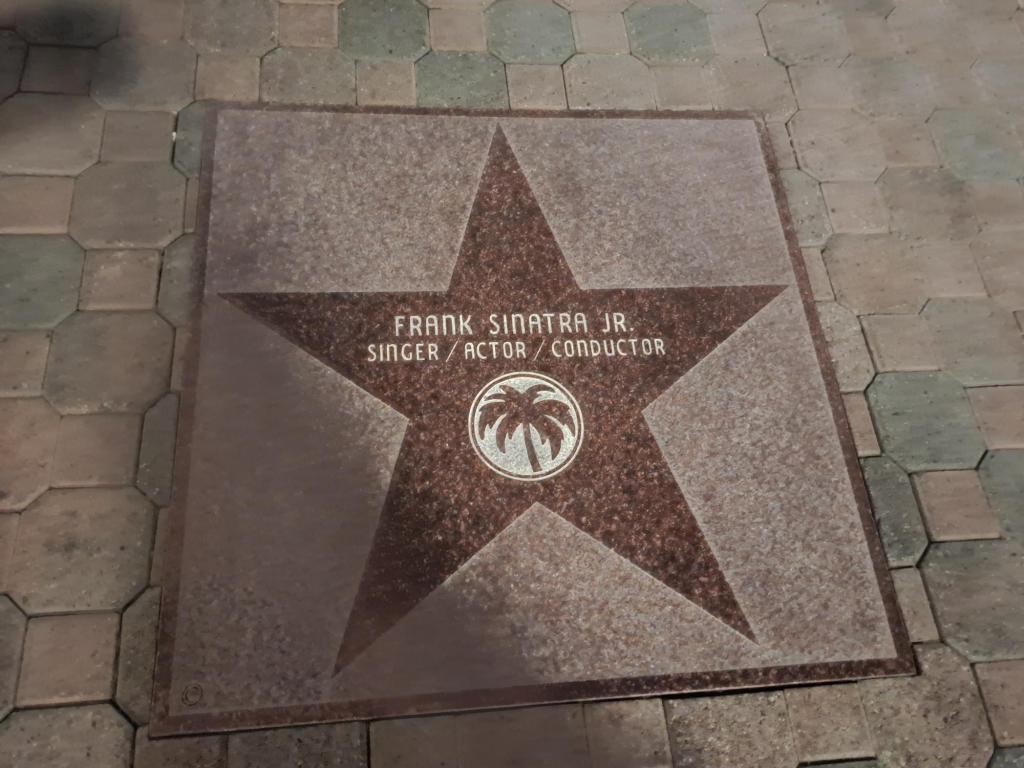 FRANK SINATRA JR.
SINGER / ACTOR / CONDUCTOR